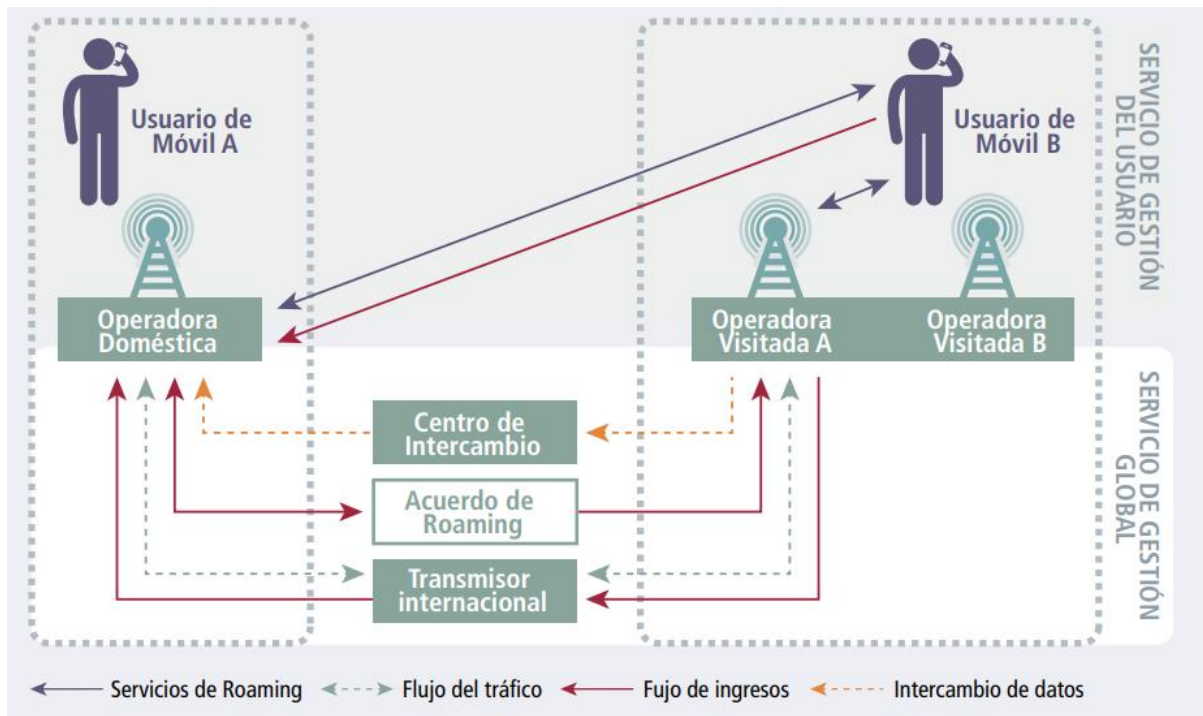 Usuario de
Móvil A
Usuario de
Móvil B
SERVICIO DE GESTIÓN
DEL USUARIO
Operadora
Doméstica
Operadora
Visitada A
Operadora
Visitada B
Centro de
Intercambio
Acuerdo de
Roaming
Transmisor
internacional
SERVICIO DE GESTIÓN
GLOBAL
Servicios de Roaming
Flujo del tráfico
Fujo de ingresos
Intercambio de datos